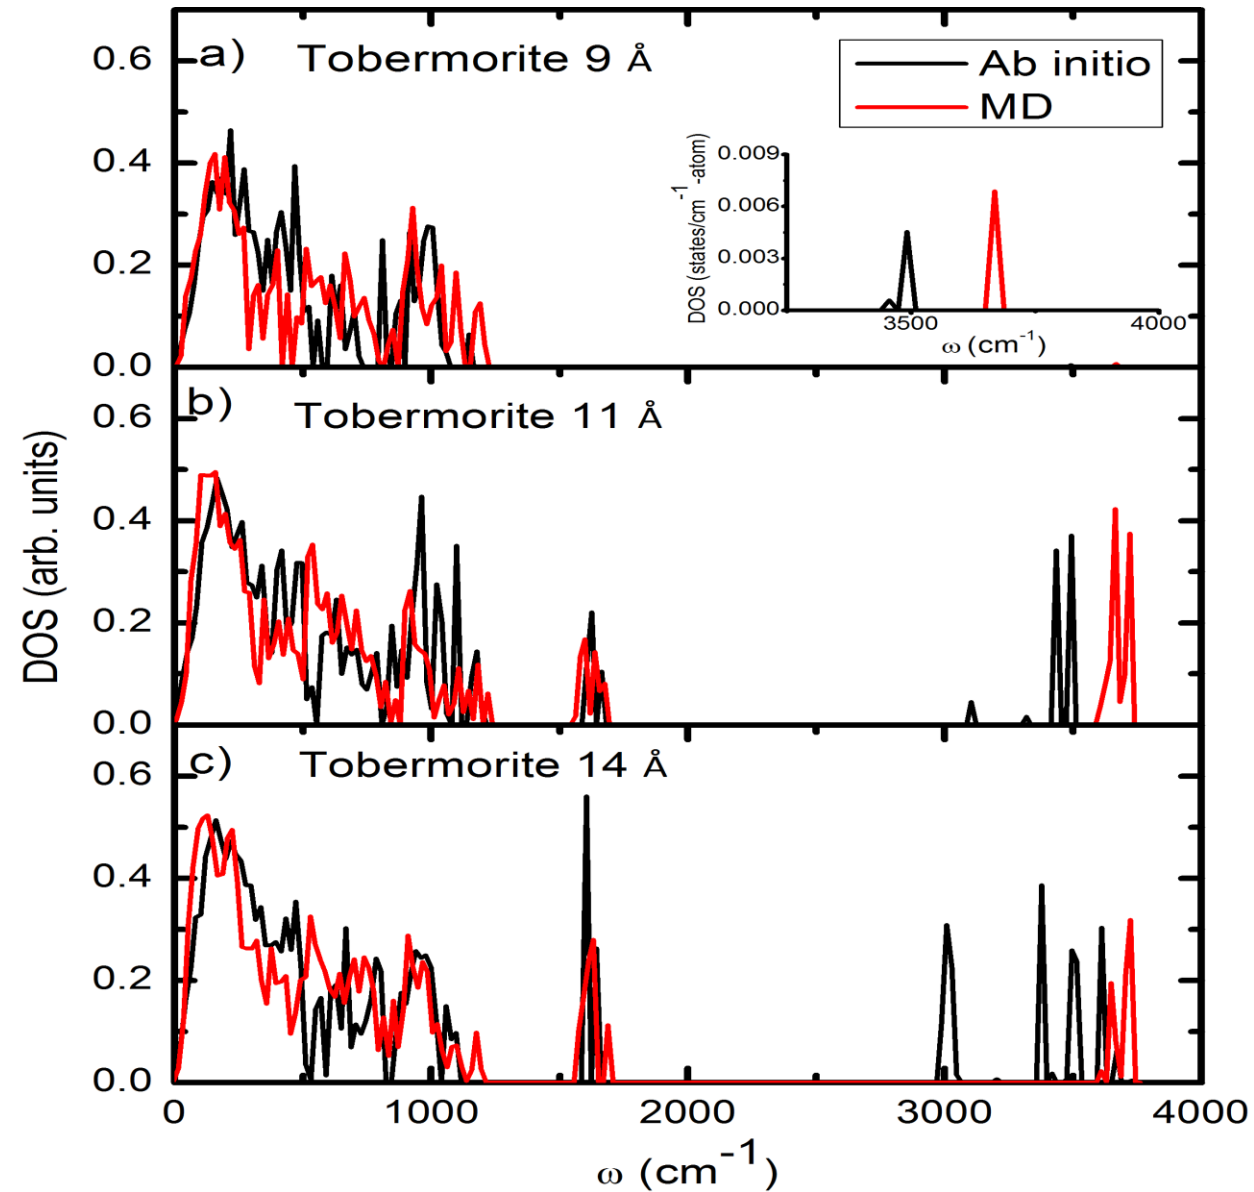 a) Tobermorite 9 Å
Ab initio
MD
0.6
0.4
0.2
0.0
DOS (states/cm⁻¹-atom)
0.009
0.006
0.003
0.000
3500 4000
ω (cm⁻¹)
b) Tobermorite 11 Å
0.6
0.4
0.2
0.0
DOS (arb. units)
c) Tobermorite 14 Å
0.6
0.4
0.2
0.0
0 1000 2000 3000 4000
ω (cm⁻¹)